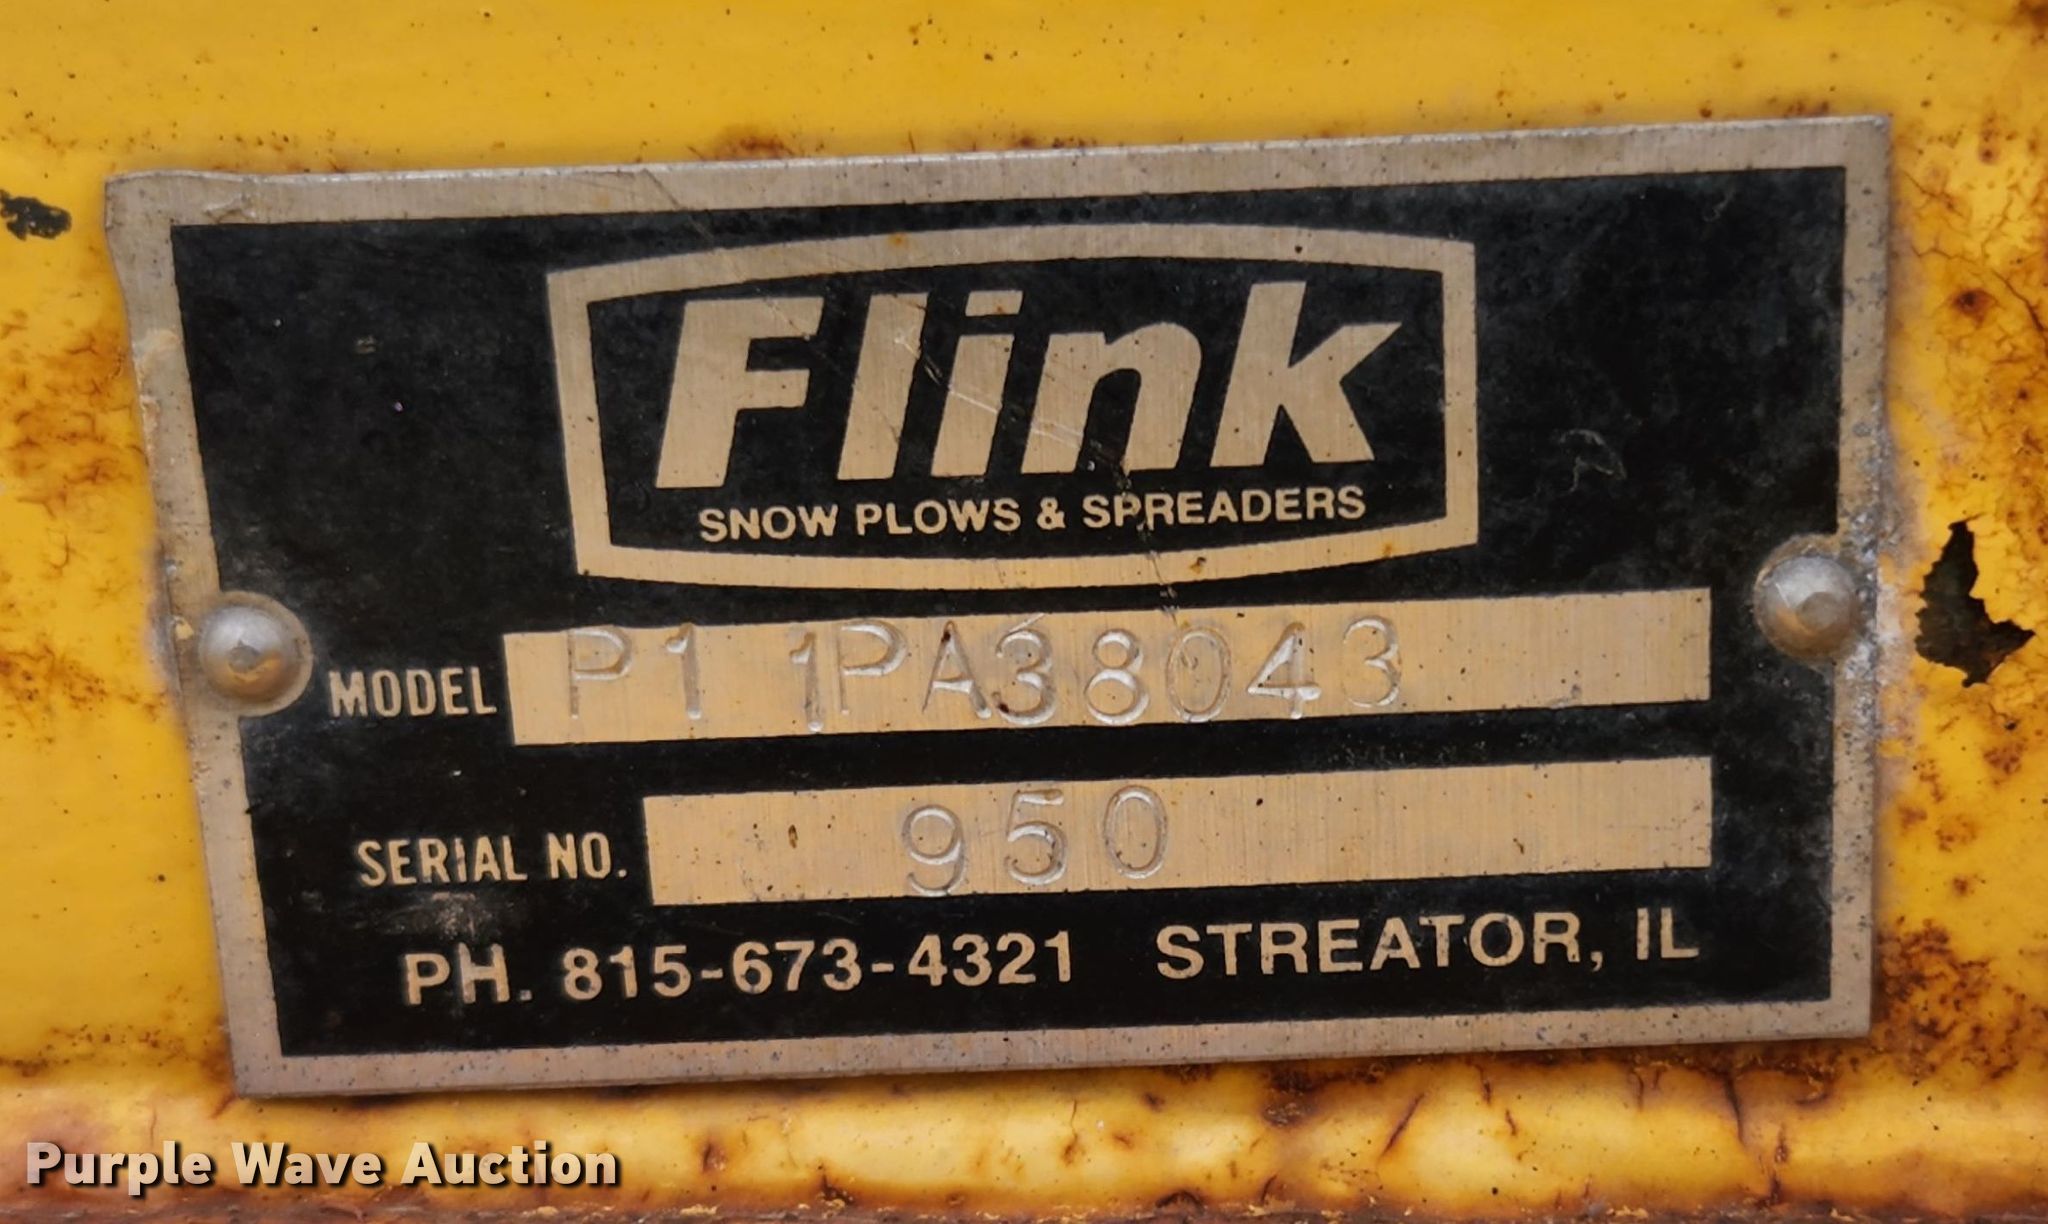 Flink
SNOW PLOWS & SPREADERS
MODEL P1 1PA38043
SERIAL NO. 950
PH. 815-673-4321 STREATOR, IL
Purple Wave Auction